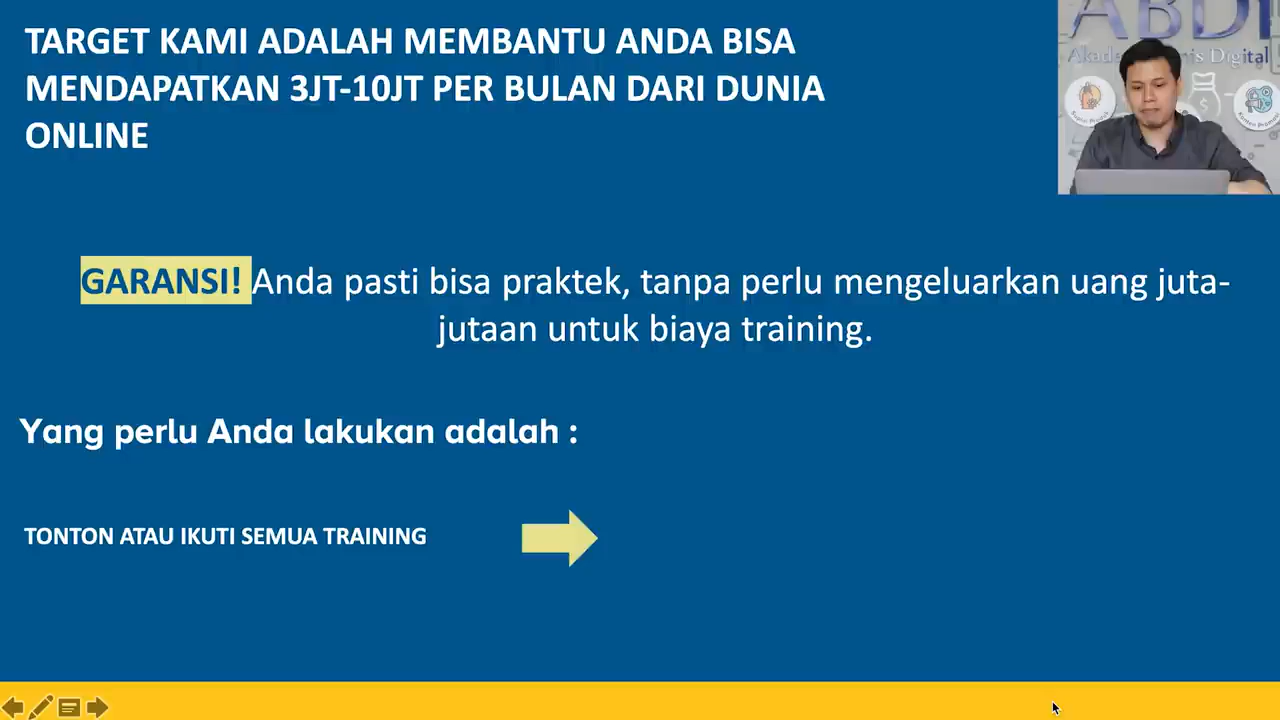 TARGET KAMI ADALAH MEMBANTU ANDA BISA
MENDAPATKAN 3JT-10JT PER BULAN DARI DUNIA
ONLINE
ABDI
Digital
GARANSI! Anda pasti bisa praktek, tanpa perlu mengeluarkan uang juta-
jutaan untuk biaya training.
Yang perlu Anda lakukan adalah :
TONTON ATAU IKUTI SEMUA TRAINING